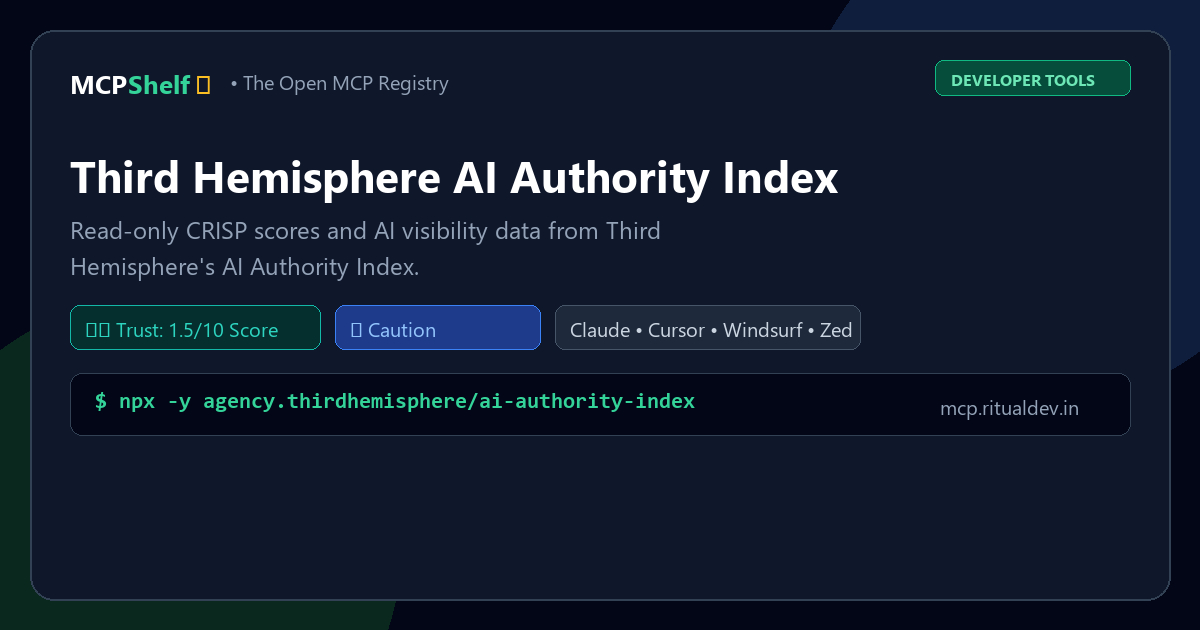 MCPShelf • The Open MCP Registry
DEVELOPER TOOLS
Third Hemisphere AI Authority Index
Read-only CRISP scores and AI visibility data from Third
Hemisphere's AI Authority Index.
Trust: 1.5/10 Score
Caution
Claude • Cursor • Windsurf • Zed
$ npx -y agency.thirdhemisphere/ai-authority-index
mcp.ritualdev.in